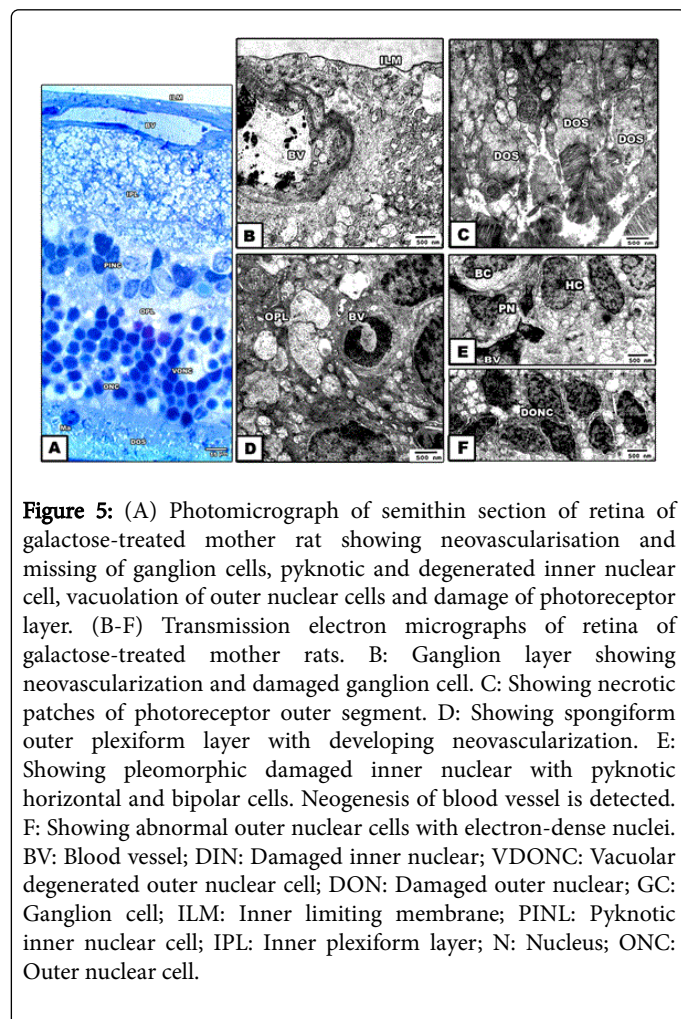 ILM
BV
IPL
PINC
OPL
VONC
ONC
Ma
DOS
A
ILM
BV
B
500 nm
DOS
DOS
DOS
C
500 nm
OPL
BV
D
500 nm
BC
HC
PN
BV
E
500 nm
DONC
F
500 nm
Figure 5: (A) Photomicrograph of semithin section of retina of
galactose-treated mother rat showing neovascularisation and
missing of ganglion cells, pyknotic and degenerated inner nuclear
cell, vacuolation of outer nuclear cells and damage of photoreceptor
layer. (B-F) Transmission electron micrographs of retina of
galactose-treated mother rats. B: Ganglion layer showing
neovascularization and damaged ganglion cell. C: Showing necrotic
patches of photoreceptor outer segment. D: Showing spongiform
outer plexiform layer with developing neovascularization. E:
Showing pleomorphic damaged inner nuclear with pyknotic
horizontal and bipolar cells. Neogenesis of blood vessel is detected.
F: Showing abnormal outer nuclear cells with electron-dense nuclei.
BV: Blood vessel; DIN: Damaged inner nuclear; VDONC: Vacuolar
degenerated outer nuclear cell; DON: Damaged outer nuclear; GC:
Ganglion cell; ILM: Inner limiting membrane; PINL: Pyknotic
inner nuclear cell; IPL: Inner plexiform layer; N: Nucleus; ONC:
Outer nuclear cell.